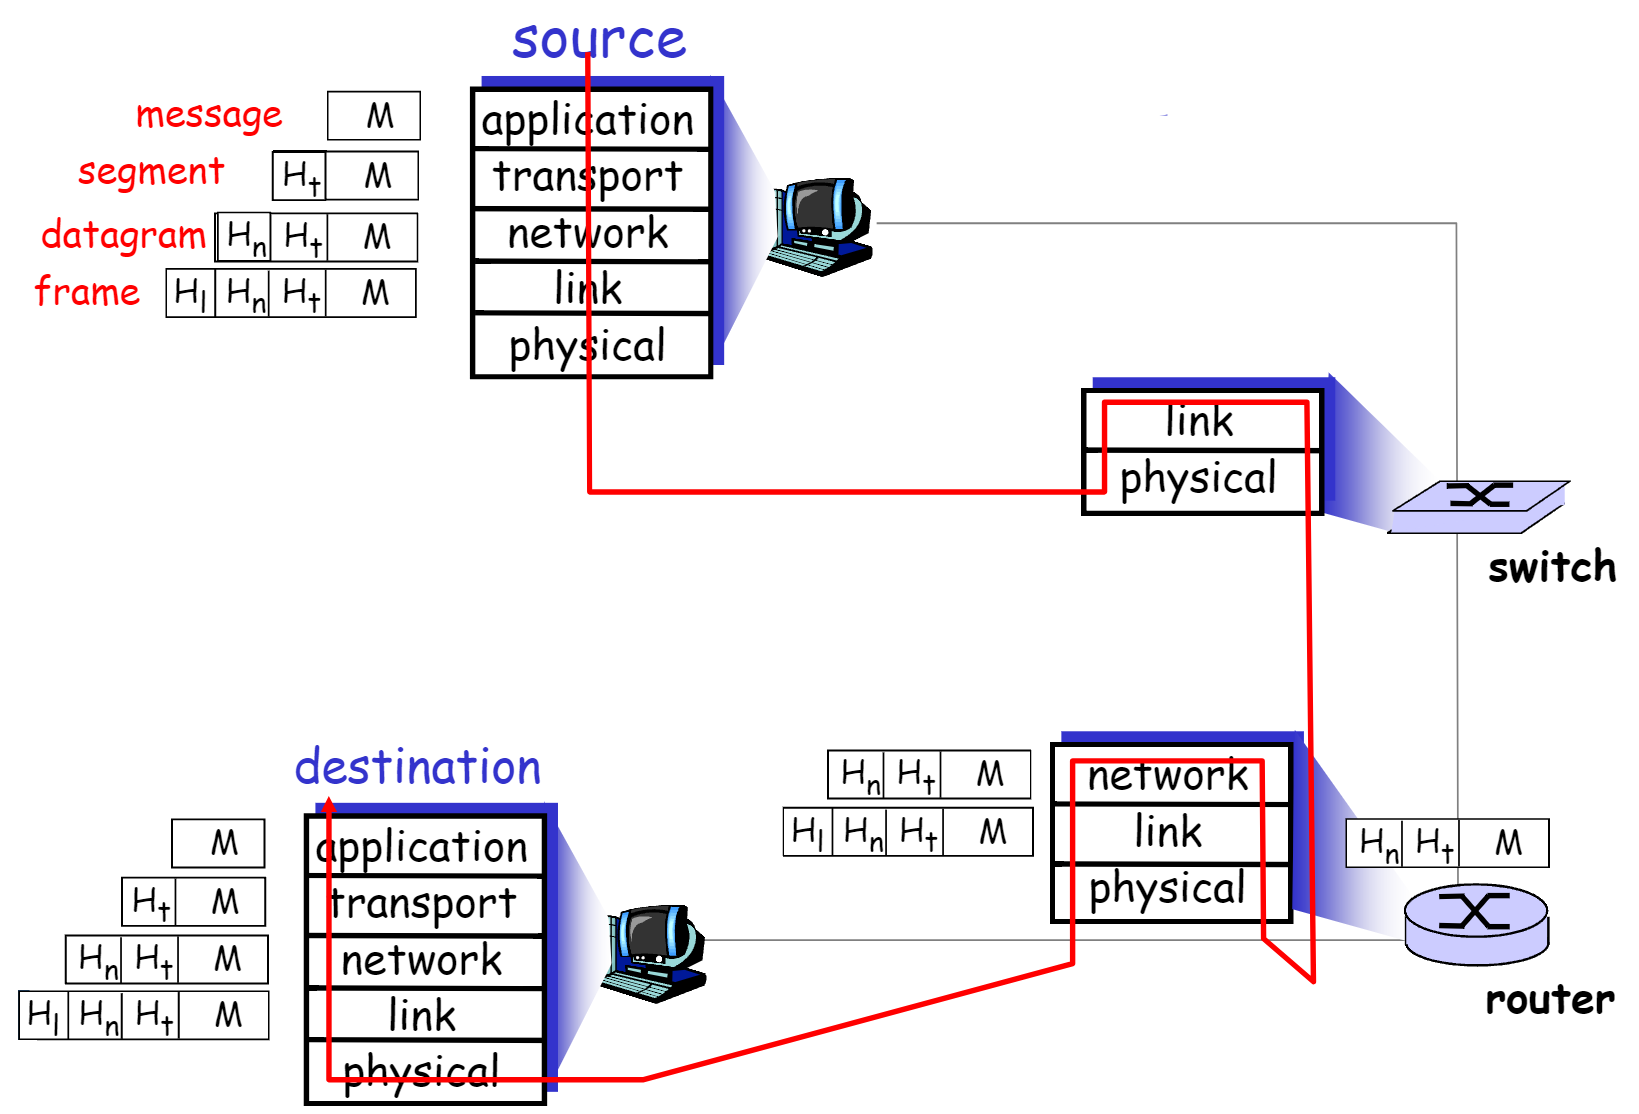 source
message M
application
segment Ht M
transport
datagram Hn Ht M
network
frame Hl Hn Ht M
link
physical
link
physical
switch
destination
Hn Ht M
network
Hl Hn Ht M
link
Hn Ht M
physical
router
M
application
Ht M
transport
Hn Ht M
network
Hl Hn Ht M
link
physical